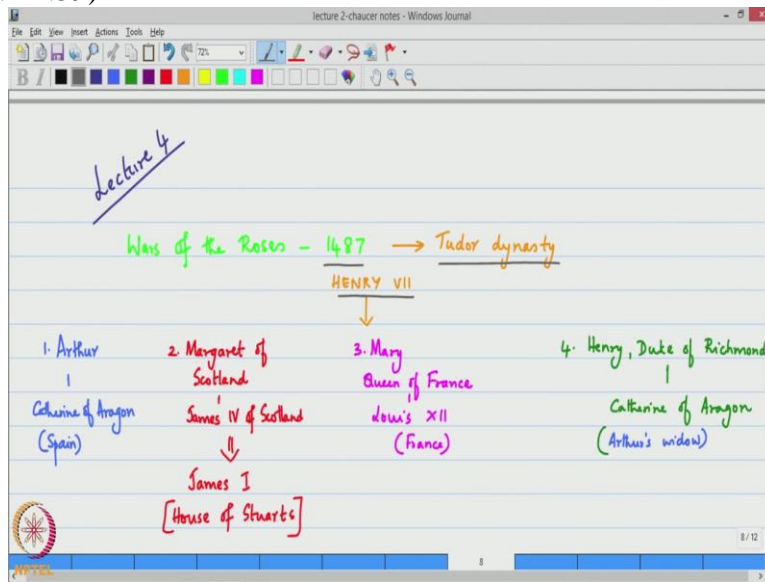 lecture 2-chaucer notes - Windows Journal
File Edit View Insert Actions Tools Help
72%
B I
Lecture 4
Wars of the Roses - 1487 → Tudor dynasty
HENRY VII
1. Arthur
Catherine of Aragon
(Spain)
2. Margaret of
Scotland
James IV of Scotland
James I
[House of Stuarts]
3. Mary
Queen of France
Louis XII
(France)
4. Henry, Duke of Richmond
Catherine of Aragon
(Arthur's widow)
8/12
8
NPTEL